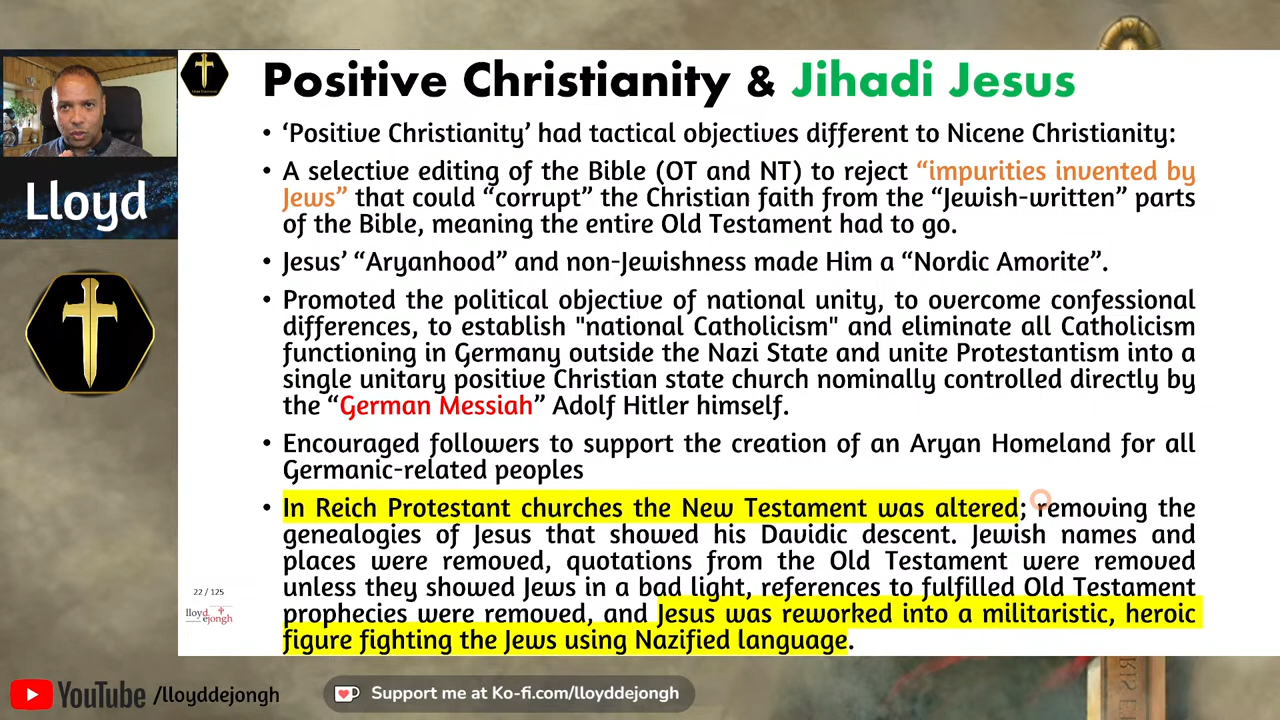 Positive Christianity & Jihadi Jesus
Lloyd
• ‘Positive Christianity’ had tactical objectives different to Nicene Christianity:
• A selective editing of the Bible (OT and NT) to reject “impurities invented by
Jews” that could “corrupt” the Christian faith from the “Jewish-written” parts
of the Bible, meaning the entire Old Testament had to go.
• Jesus’ “Aryanhood” and non-Jewishness made Him a “Nordic Amorite”.
• Promoted the political objective of national unity, to overcome confessional
differences, to establish "national Catholicism" and eliminate all Catholicism
functioning in Germany outside the Nazi State and unite Protestantism into a
single unitary positive Christian state church nominally controlled directly by
the “German Messiah” Adolf Hitler himself.
• Encouraged followers to support the creation of an Aryan Homeland for all
Germanic-related peoples
• In Reich Protestant churches the New Testament was altered; removing the
genealogies of Jesus that showed his Davidic descent. Jewish names and
places were removed, quotations from the Old Testament were removed
unless they showed Jews in a bad light, references to fulfilled Old Testament
prophecies were removed, and Jesus was reworked into a militaristic, heroic
figure fighting the Jews using Nazified language.
22 / 125
lloyd
ejongh
YouTube /lloyddejongh
Support me at Ko-fi.com/lloyddejongh